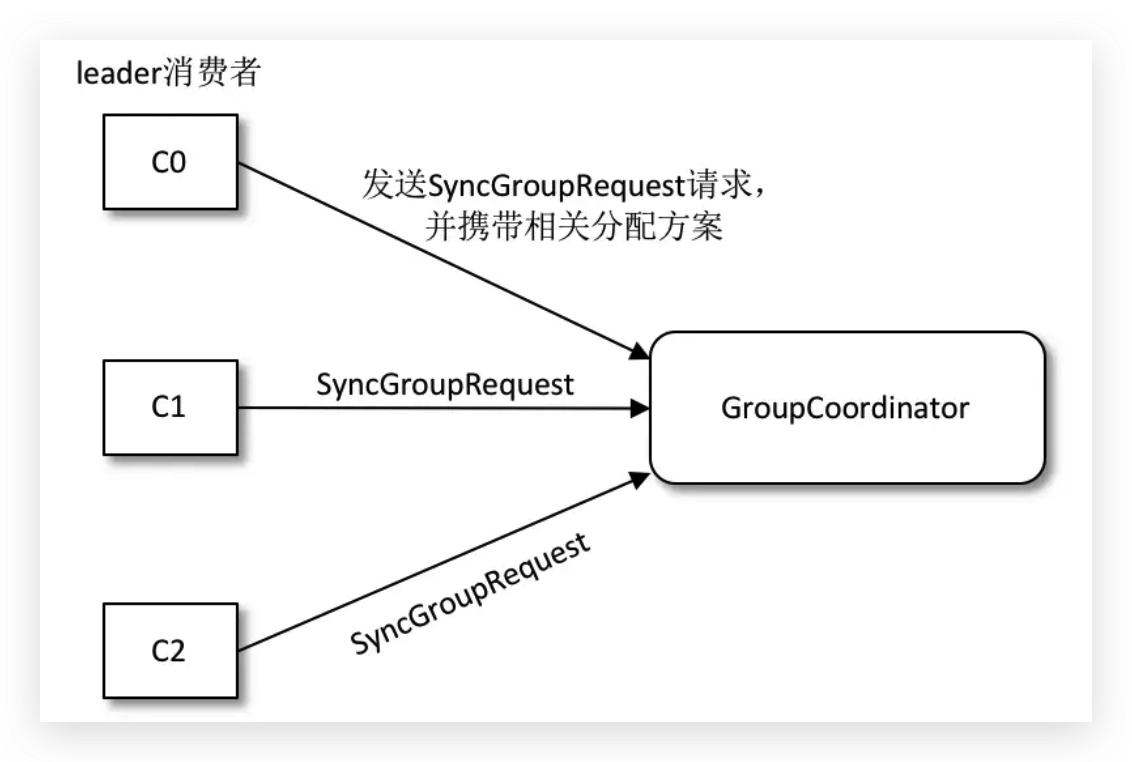 leader消费者
C0
发送SyncGroupRequest请求，
并携带相关分配方案
C1
SyncGroupRequest
GroupCoordinator
C2
SyncGroupRequest